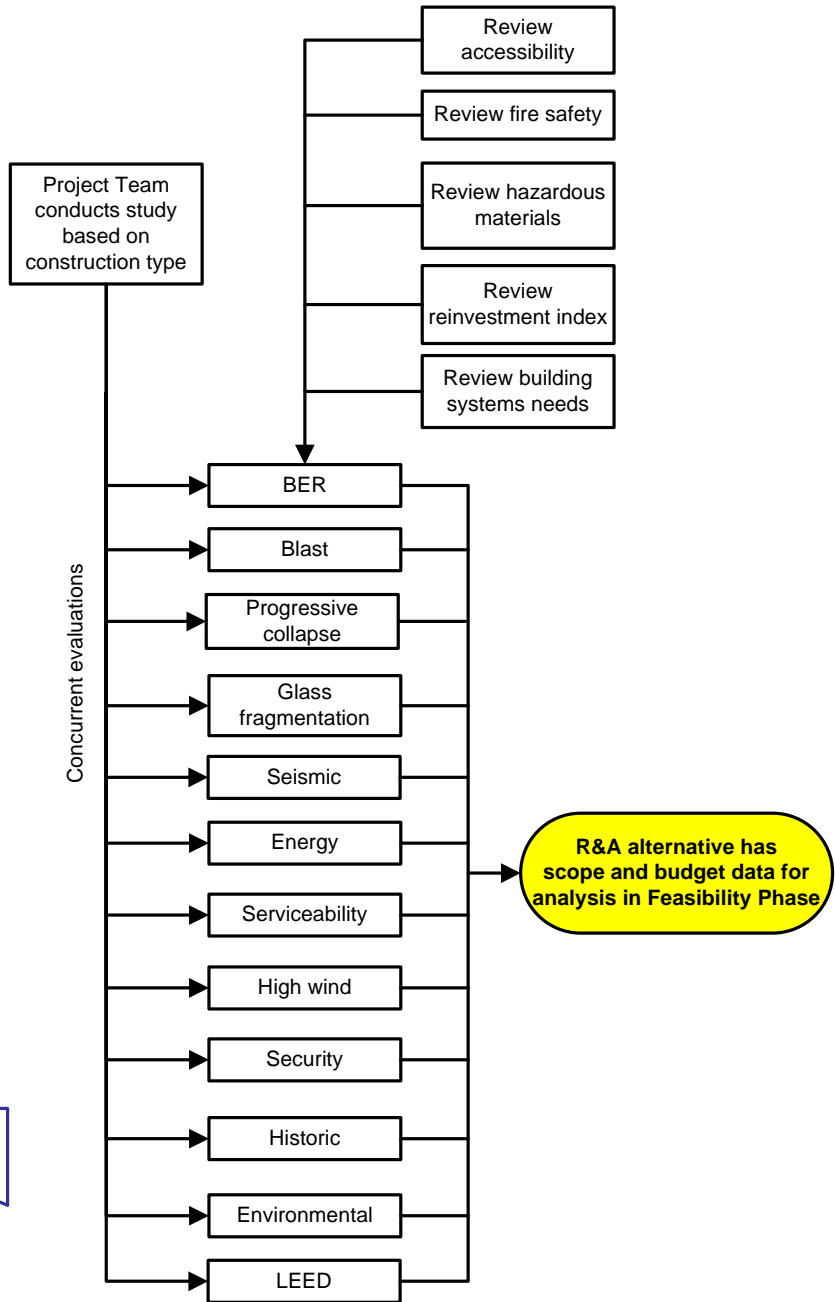 Review
accessibility
Review fire safety
Project Team
conducts study
based on
construction type
Review hazardous
materials
Review
reinvestment index
Review building
systems needs
Concurrent evaluations
BER
Blast
Progressive
collapse
Glass
fragmentation
Seismic
Energy
Serviceability
High wind
Security
Historic
Environmental
LEED
R&A alternative has
scope and budget data for
analysis in Feasibility Phase